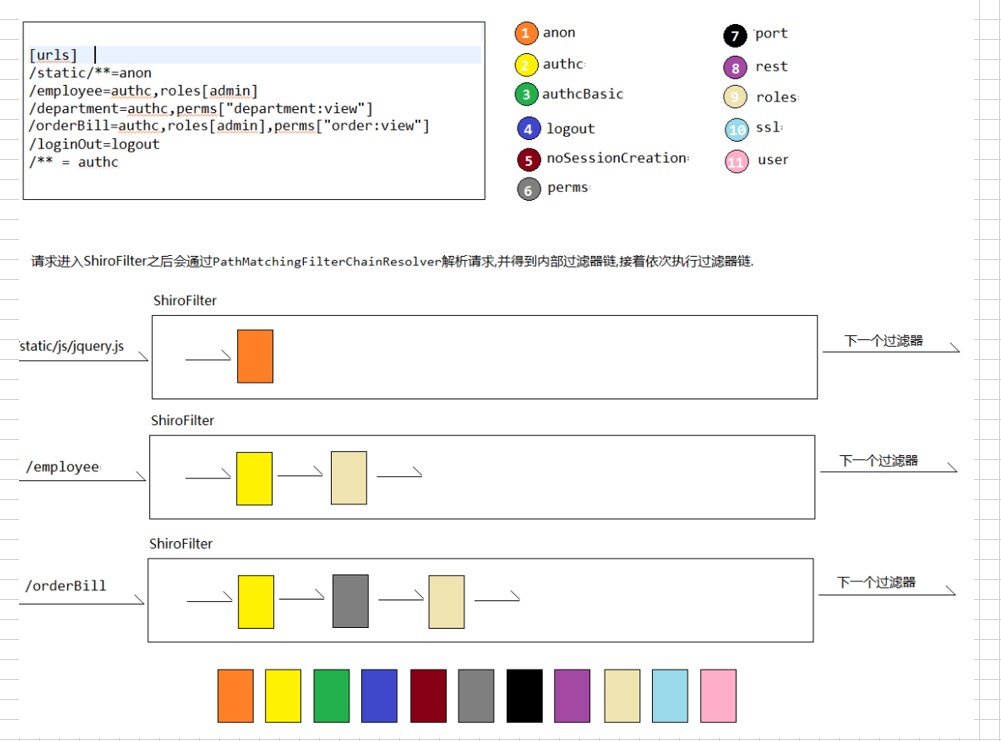 [urls]
/static/**=anon
/employee=authc,roles[admin]
/department=authc,perms["department:view"]
/orderBill=authc,roles[admin],perms["order:view"]
/loginOut=logout
/** = authc
1 anon
2 authc
3 authcBasic
4 logout
5 noSessionCreation
6 perms
7 port
8 rest
9 roles
10 ssl
11 user
请求进入ShiroFilter之后会通过PathMatchingFilterChainResolver解析请求,并得到内部过滤器链,接着依次执行过滤器链.
ShiroFilter
/static/js/jquery.js
下一个过滤器
ShiroFilter
/employee
下一个过滤器
ShiroFilter
/orderBill
下一个过滤器